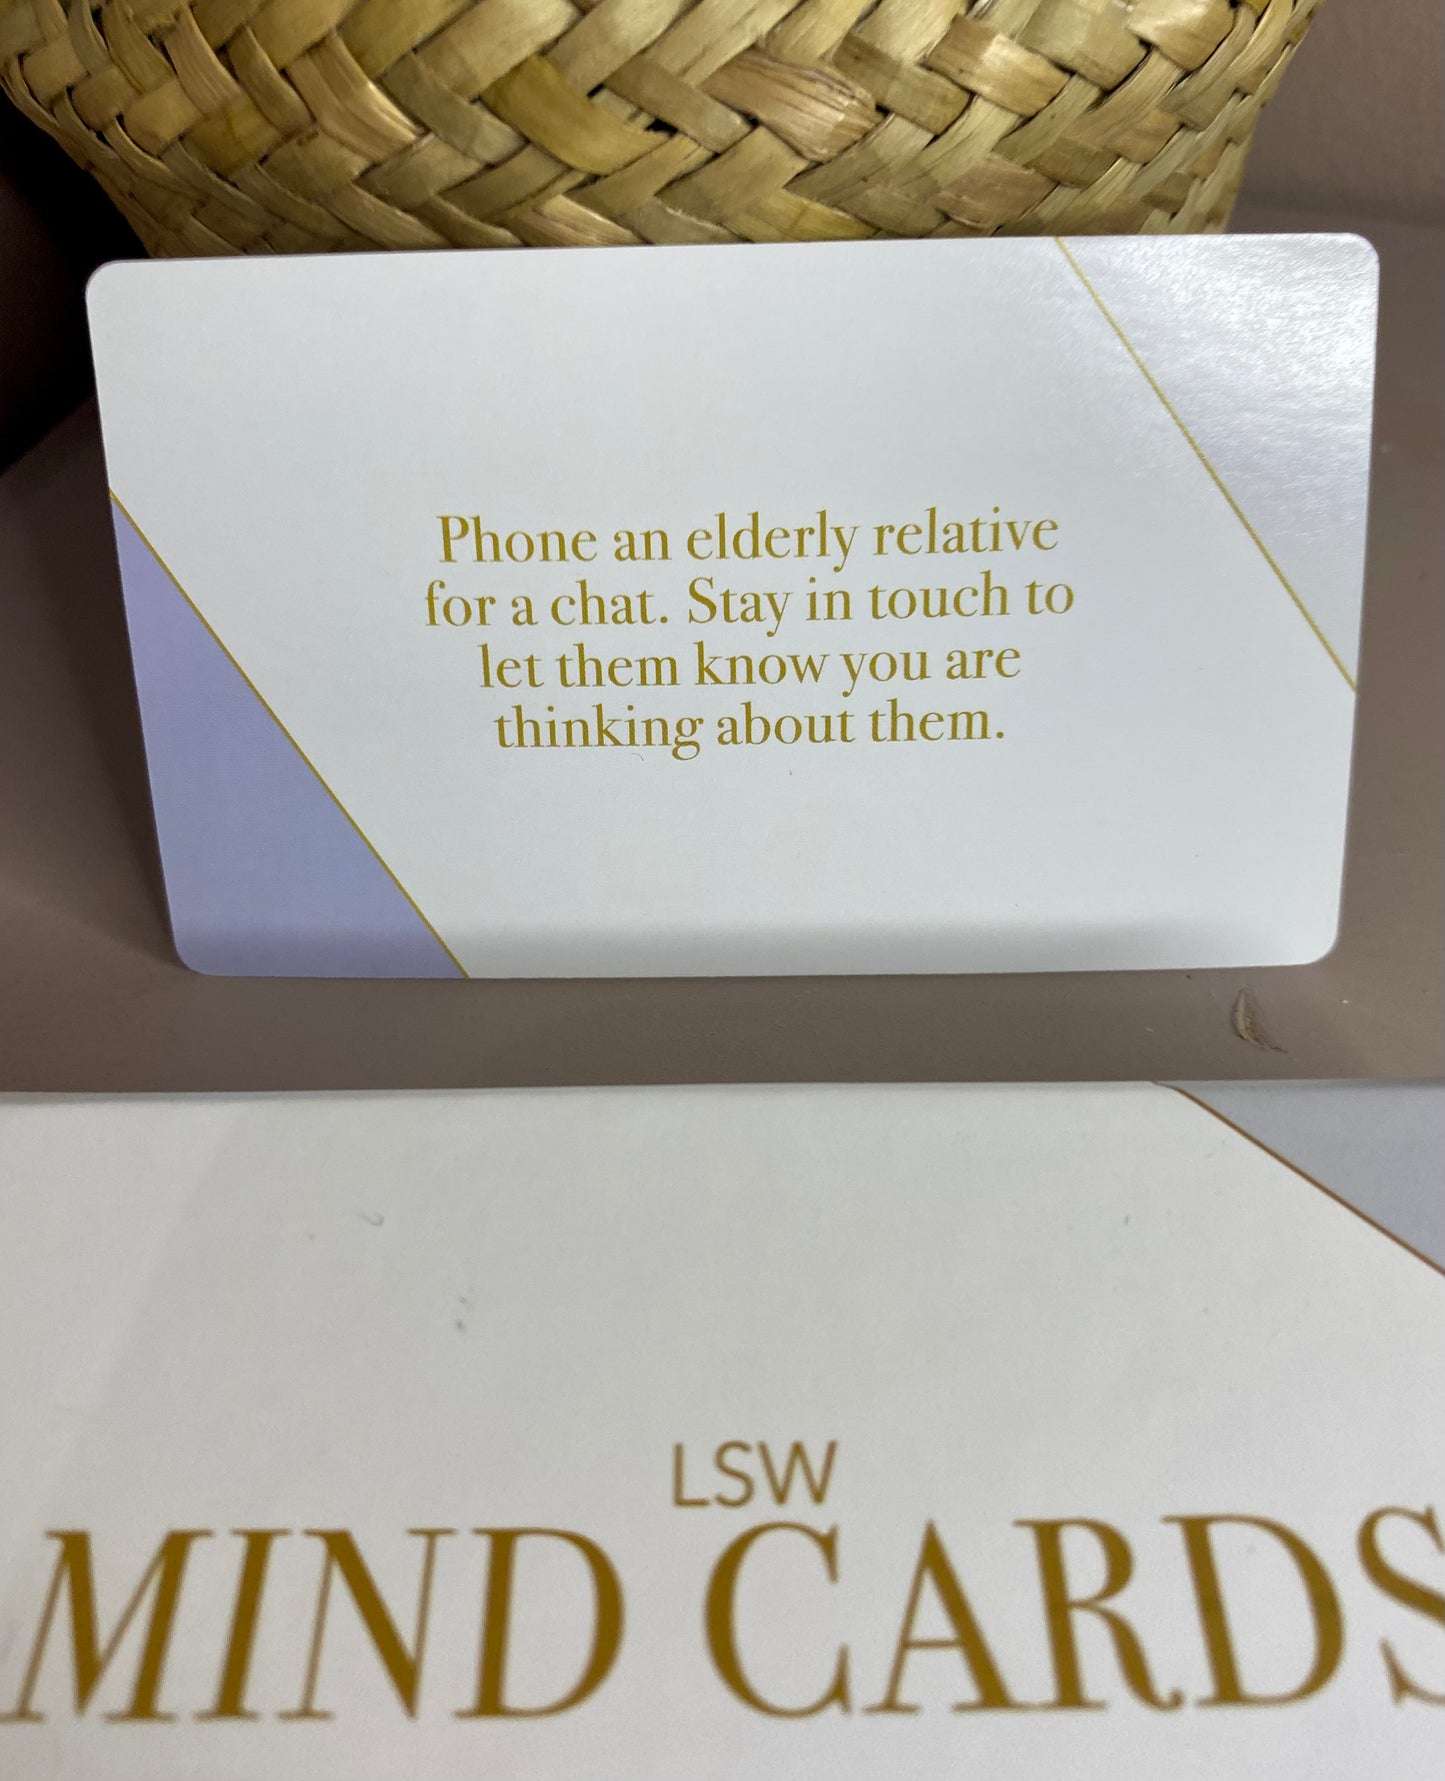 Phone an elderly relative
for a chat. Stay in touch to
let them know you are
thinking about them.
LSW
MIND CARDS